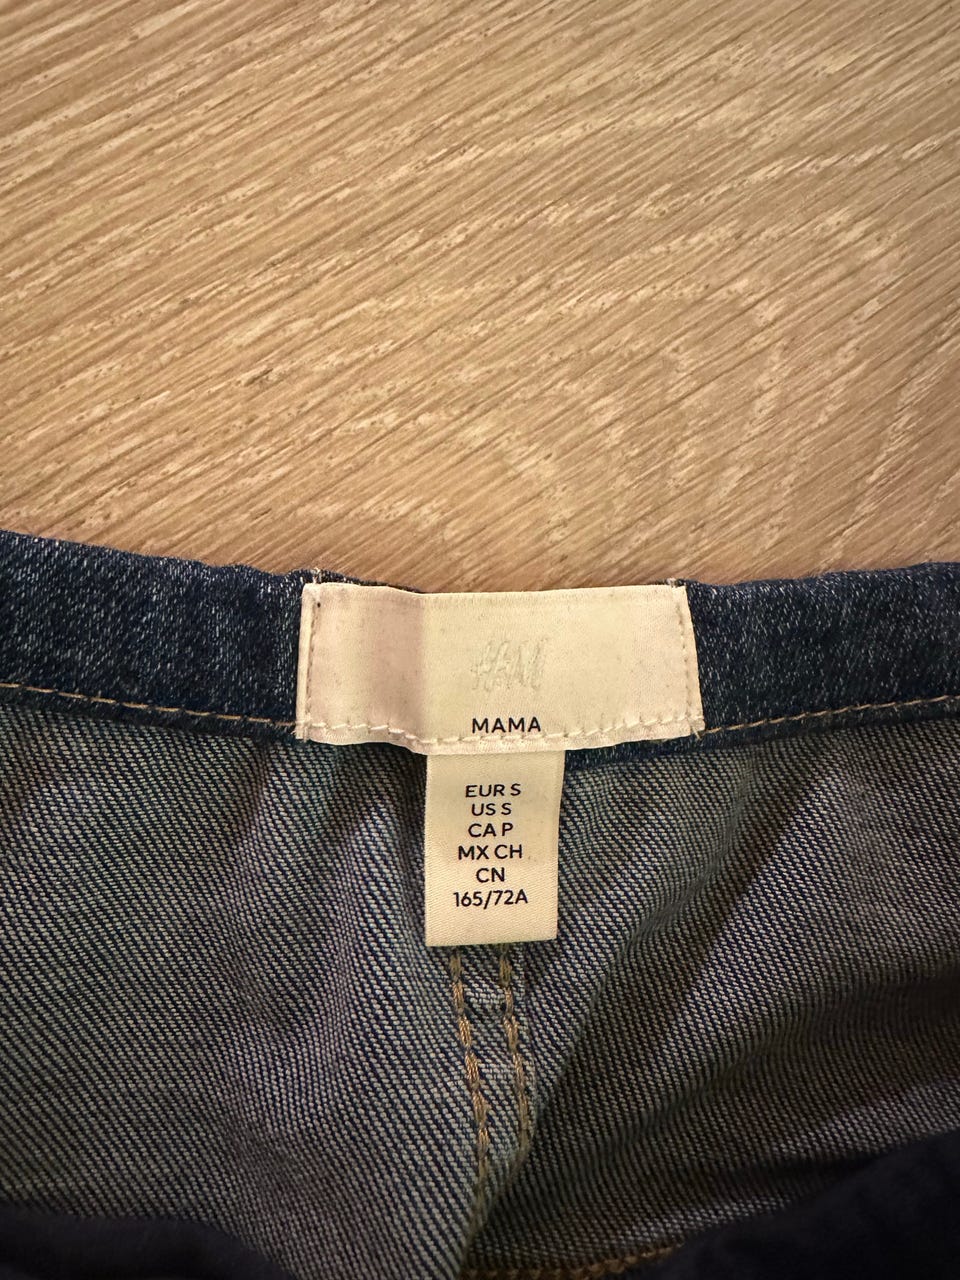 H&M
MAMA
EUR S
US S
CA P
MX CH
CN
165/72A